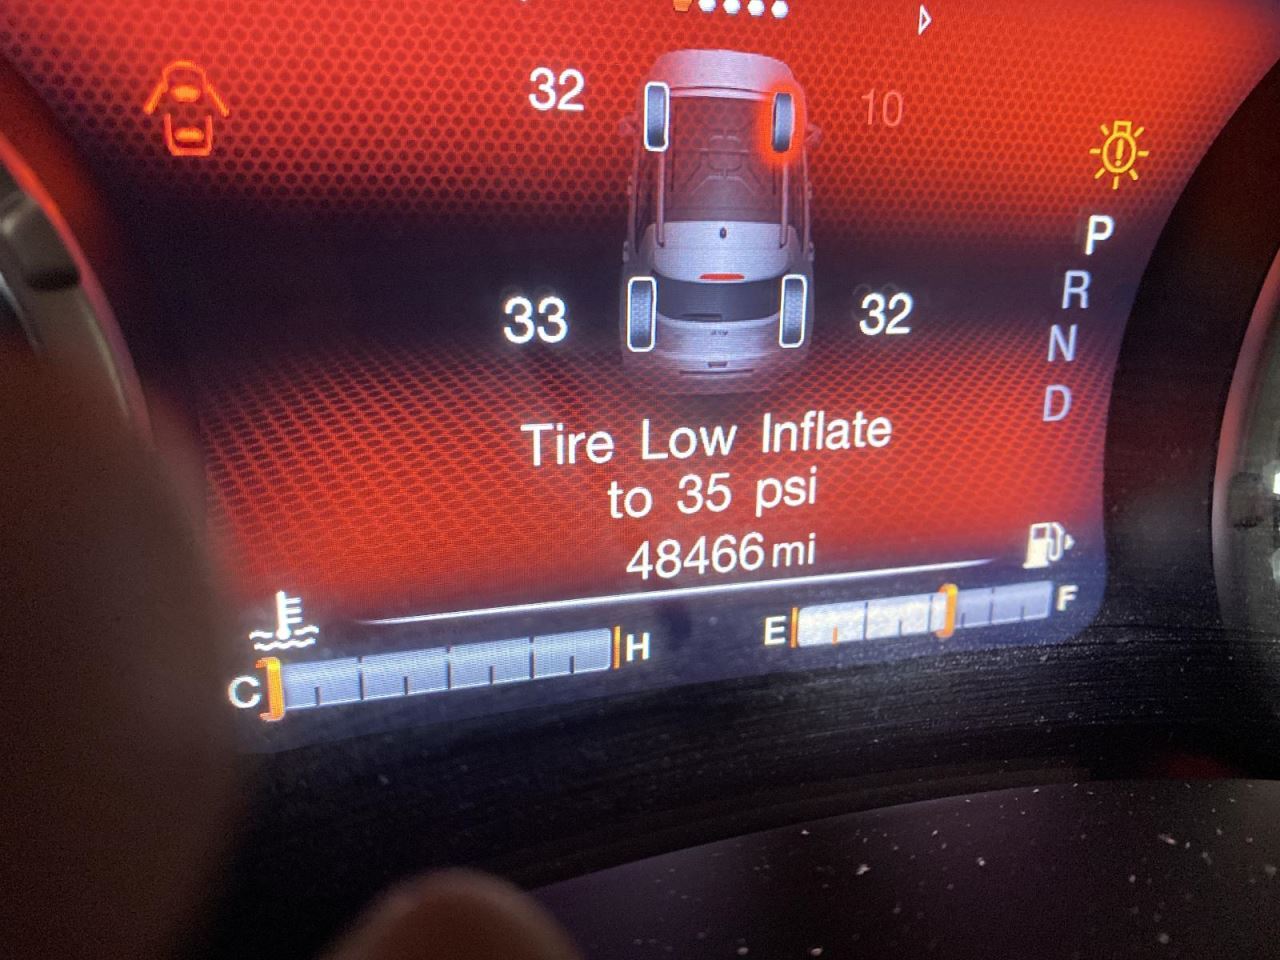 32 10
P
R
33 32
N
D
Tire Low Inflate
to 35 psi
48466 mi
C H E F